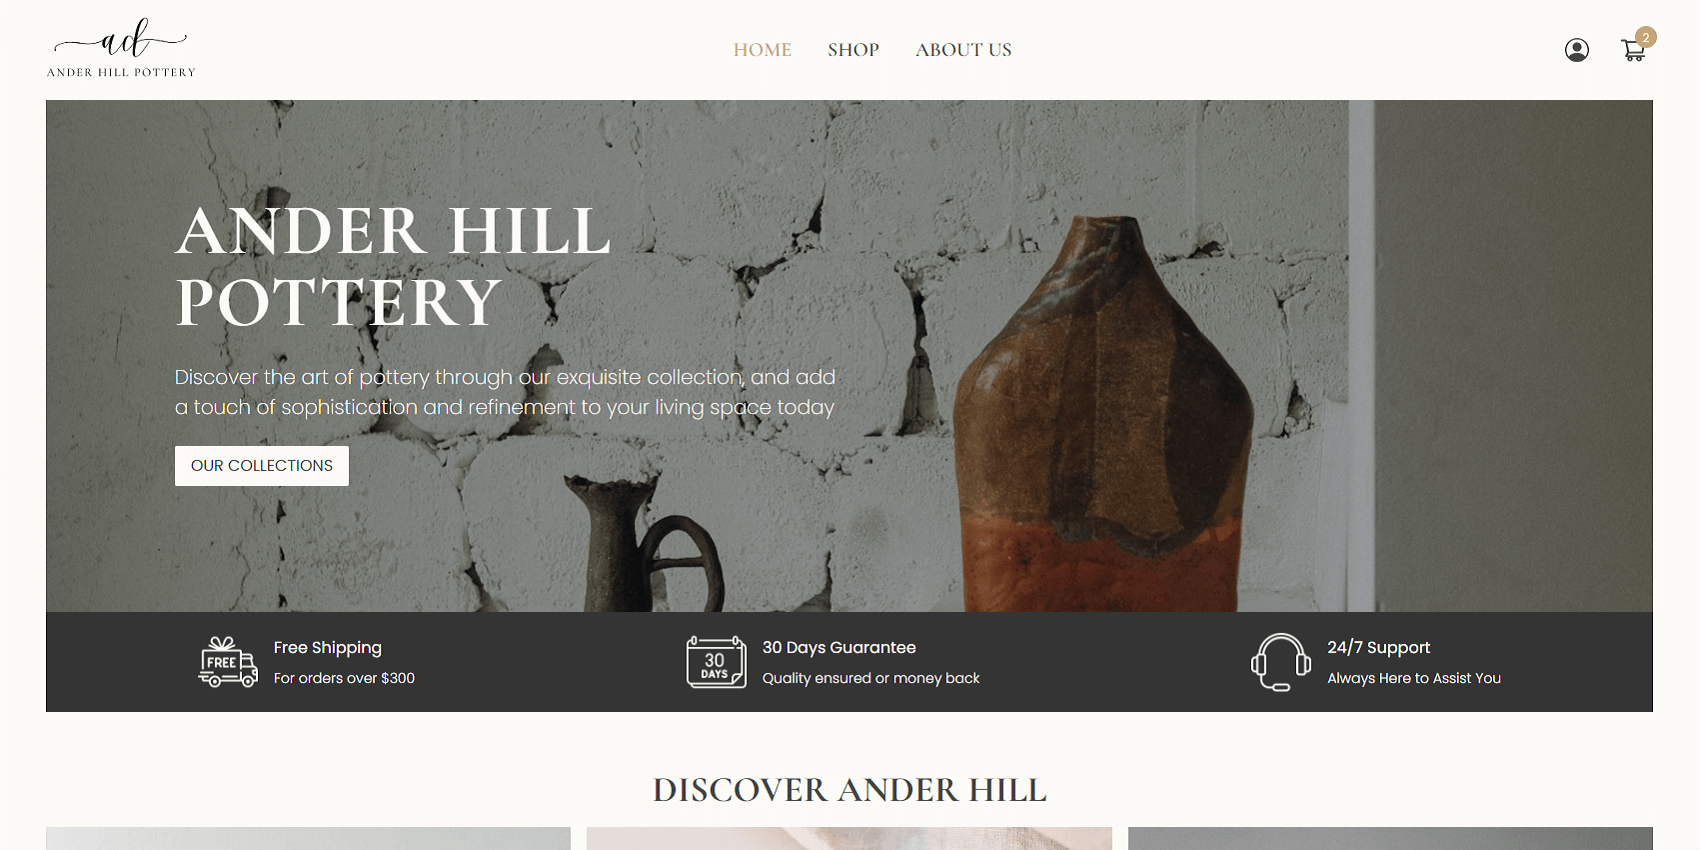 ad
ANDER HILL POTTERY
HOME SHOP ABOUT US
2
ANDER HILL
POTTERY
Discover the art of pottery through our exquisite collection, and add
a touch of sophistication and refinement to your living space today
OUR COLLECTIONS
FREE
Free Shipping
For orders over $300
30
DAYS
30 Days Guarantee
Quality ensured or money back
24/7 Support
Always Here to Assist You
DISCOVER ANDER HILL